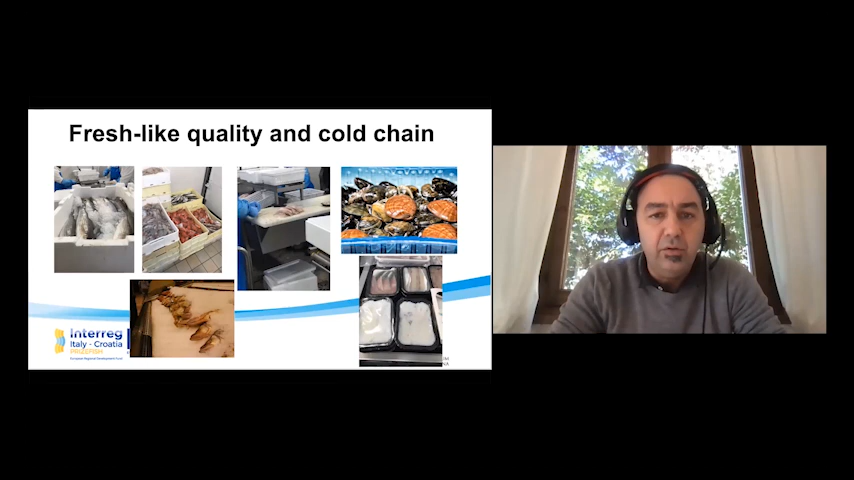 Fresh-like quality and cold chain
Interreg
Italy - Croatia
PRIZEFISH
European Regional Development Fund